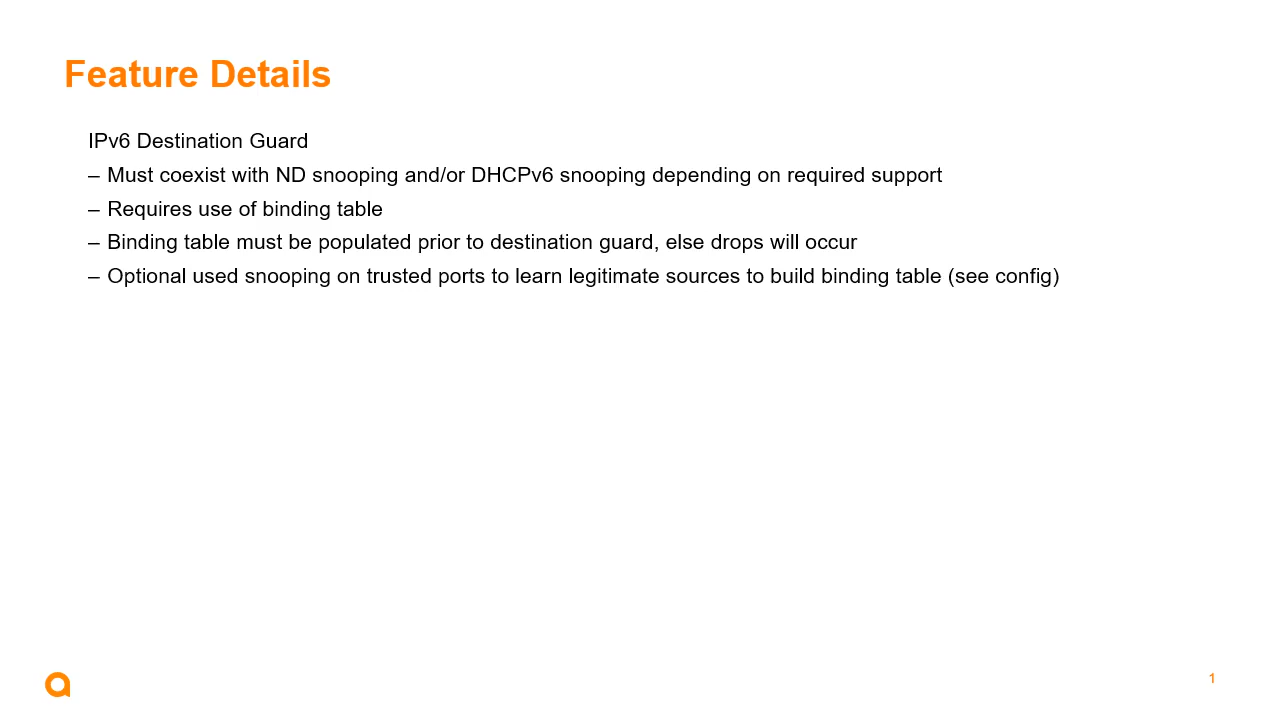 Feature Details
IPv6 Destination Guard
– Must coexist with ND snooping and/or DHCPv6 snooping depending on required support
– Requires use of binding table
– Binding table must be populated prior to destination guard, else drops will occur
– Optional used snooping on trusted ports to learn legitimate sources to build binding table (see config)
1